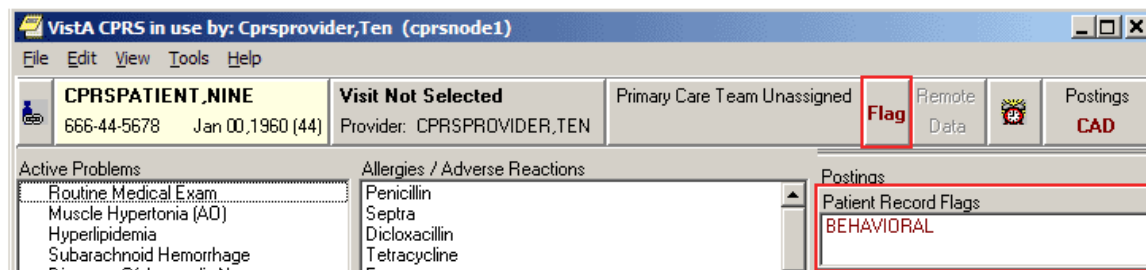 VistA CPRS in use by: Cprsprovider,Ten (cprsnode1)
File Edit View Tools Help
CPRSPATIENT,NINE
666-44-5678 Jan 00,1960 (44)
Visit Not Selected
Provider: CPRSPROVIDER,TEN
Primary Care Team Unassigned
Flag
Remote
Data
Postings
CAD
Active Problems
Routine Medical Exam
Muscle Hypertonia (AO)
Hyperlipidemia
Subarachnoid Hemorrhage
Allergies / Adverse Reactions
Penicillin
Septra
Dicloxacillin
Tetracycline
Postings
Patient Record Flags
BEHAVIORAL